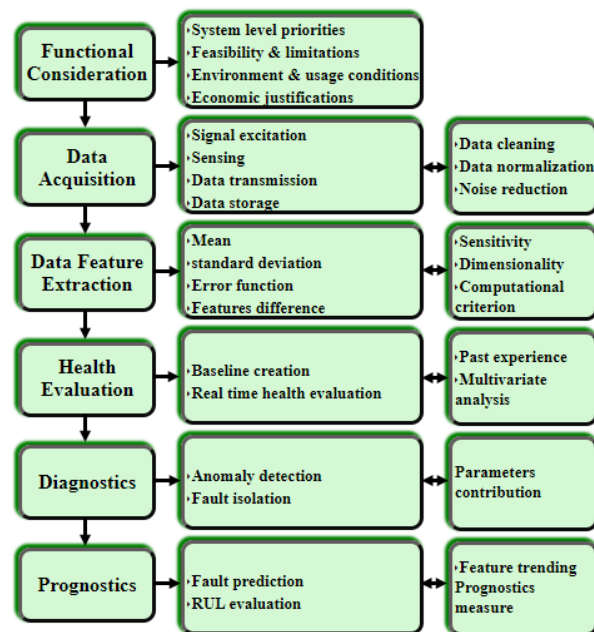 Functional
Consideration
‣System level priorities
‣Feasibility & limitations
‣Environment & usage conditions
‣Economic justifications
Data
Acquisition
‣Signal excitation
‣Sensing
‣Data transmission
‣Data storage
‣Data cleaning
‣Data normalization
‣Noise reduction
Data Feature
Extraction
‣Mean
‣standard deviation
‣Error function
‣Features difference
‣Sensitivity
‣Dimensionality
‣Computational
criterion
Health
Evaluation
‣Baseline creation
‣Real time health evaluation
‣Past experience
‣Multivariate
analysis
Diagnostics
‣Anomaly detection
‣Fault isolation
Parameters
contribution
Prognostics
‣Fault prediction
‣RUL evaluation
‣Feature trending
Prognostics
measure